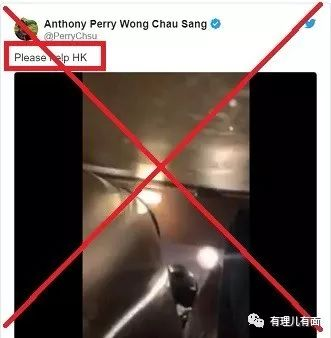 Anthony Perry Wong Chau Sang
@PerryChsu
Please help HK
有理儿有面